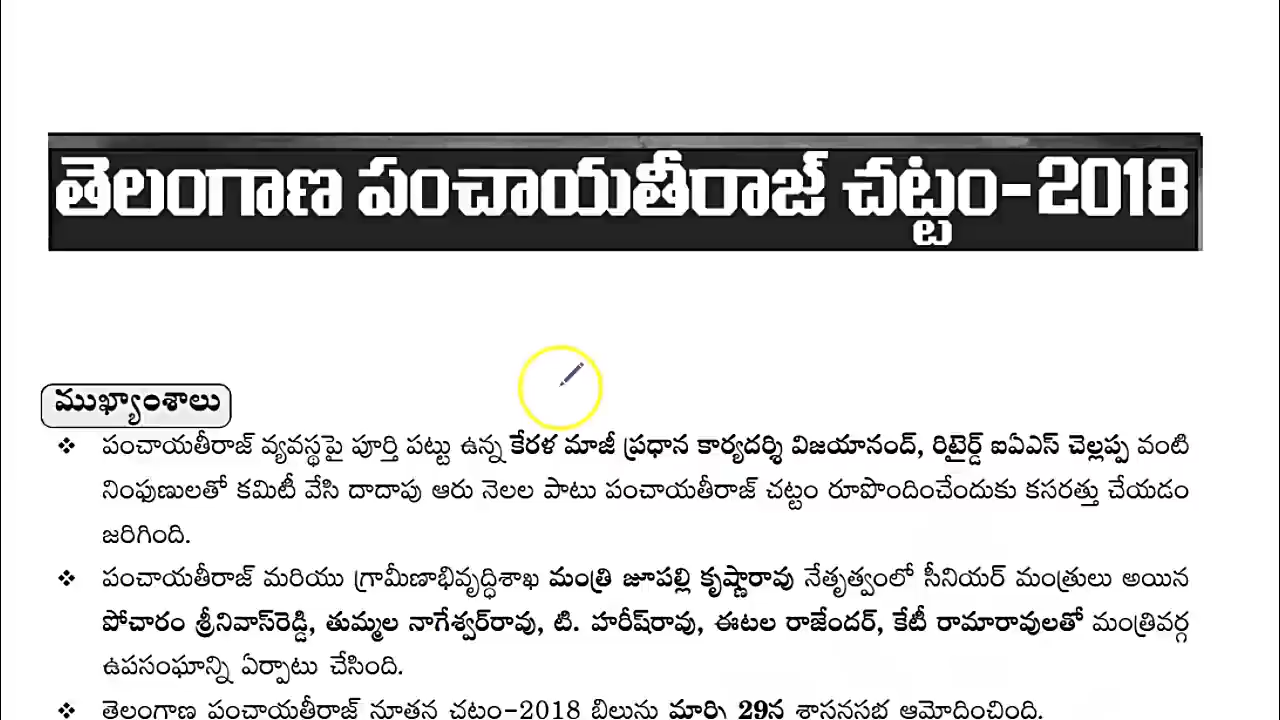 తెలంగాణ పంచాయతీరాజ్ చట్టం-2018
ముఖ్యాంశాలు
❖ పంచాయతీరాజ్ వ్యవస్థపై పూర్తి పట్టు ఉన్న కేరళ మాజీ ప్రధాన కార్యదర్శి విజయానంద్, రిటైర్డ్ ఐఏఎస్ చెల్లప్ప వంటి
నింఫుణులతో కమిటీ వేసి దాదాపు ఆరు నెలల పాటు పంచాయతీరాజ్ చట్టం రూపొందించేందుకు కసరత్తు చేయడం
జరిగింది.
❖ పంచాయతీరాజ్ మరియు గ్రామీణాభివృద్ధిశాఖ మంత్రి జూపల్లి కృష్ణారావు నేతృత్వంలో సీనియర్ మంత్రులు అయిన
పోచారం శ్రీనివాస్‌రెడ్డి, తుమ్మల నాగేశ్వర్‌రావు, టి. హరీష్‌రావు, ఈటల రాజేందర్, కేటీ రామారావులతో మంత్రివర్గ
ఉపసంఘాన్ని ఏర్పాటు చేసింది.
❖ తెలంగాణ పంచాయతీరాజ్ నూతన చట్టం-2018 బిల్లును మార్చి 29న శాసనసభ ఆమోదించింది.